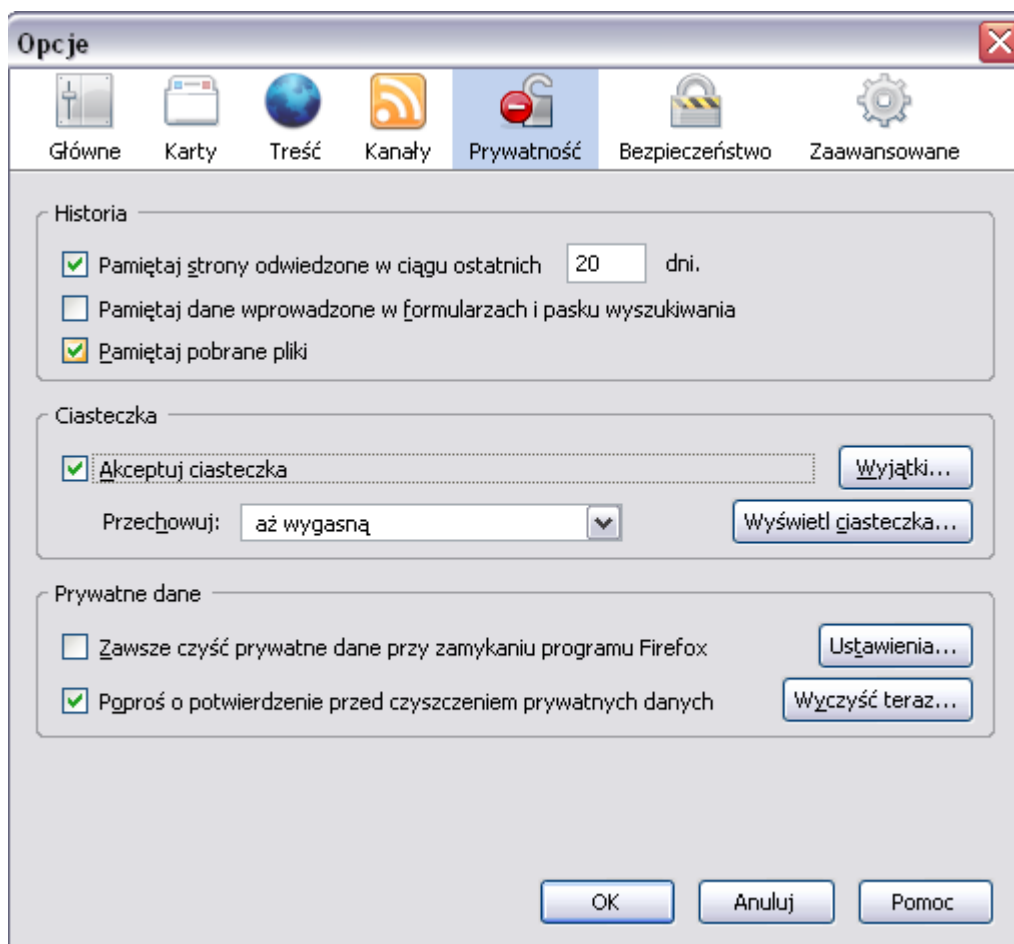 Opcje
Główne Karty Treść Kanały Prywatność Bezpieczeństwo Zaawansowane
Historia
Pamiętaj strony odwiedzone w ciągu ostatnich 20 dni.
Pamiętaj dane wprowadzone w formularzach i pasku wyszukiwania
Pamiętaj pobrane pliki
Ciasteczka
Akceptuj ciasteczka Wyjątki...
Przechowuj: aż wygasną Wyświetl ciasteczka...
Prywatne dane
Zawsze czyść prywatne dane przy zamykaniu programu Firefox Ustawienia...
Poproś o potwierdzenie przed czyszczeniem prywatnych danych Wyczyść teraz...
OK Anuluj Pomoc